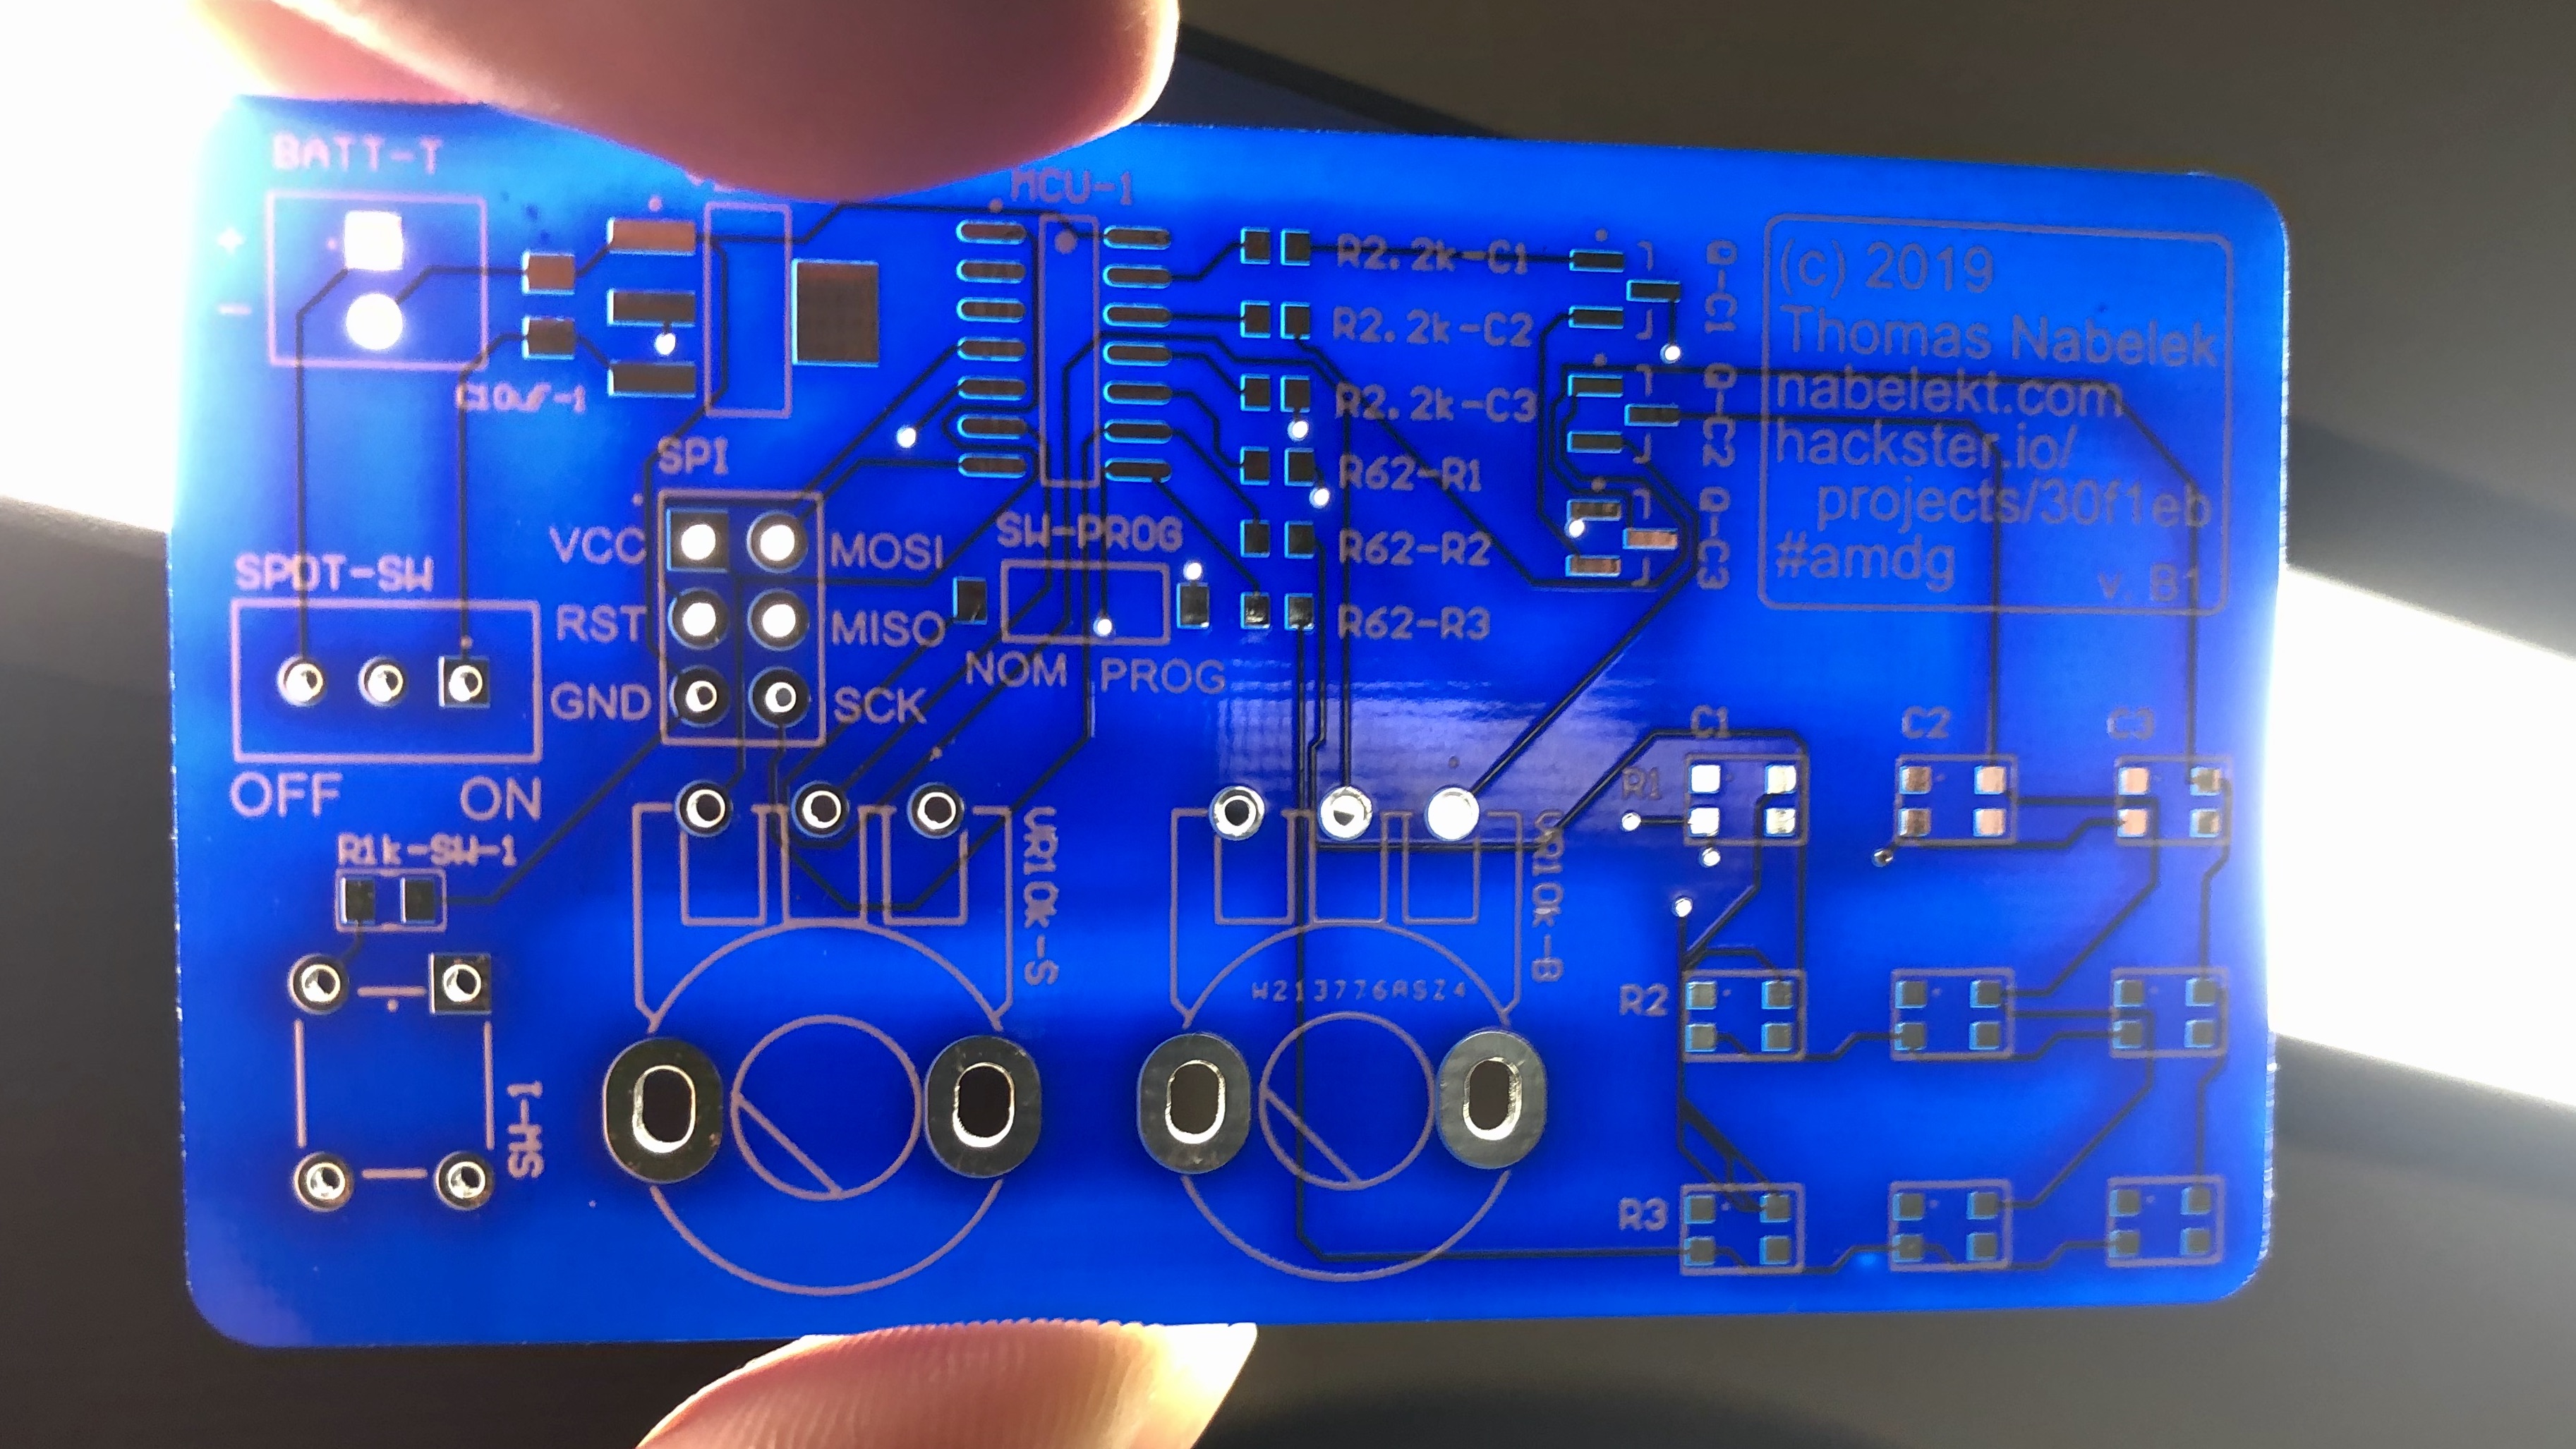 BATT-T
+
-
MCU-1
C10uF-1
SPI
VCC
MOSI
RST
MISO
GND
SCK
SPDT-SW
OFF
ON
R1k-SW-1
SW-1
SW-PROG
NOM
PROG
R2.2k-C1
R2.2k-C2
R2.2k-C3
R62-R1
R62-R2
R62-R3
Q-C1
Q-C2
Q-C3
(c) 2019
Thomas Nabelek
nabelekt.com
hackster.io/
projects/30f1eb
#amdg
v. B1
VR10k-S
VR10k-B
W213776ASZ4
C1
C2
C3
R1
R2
R3